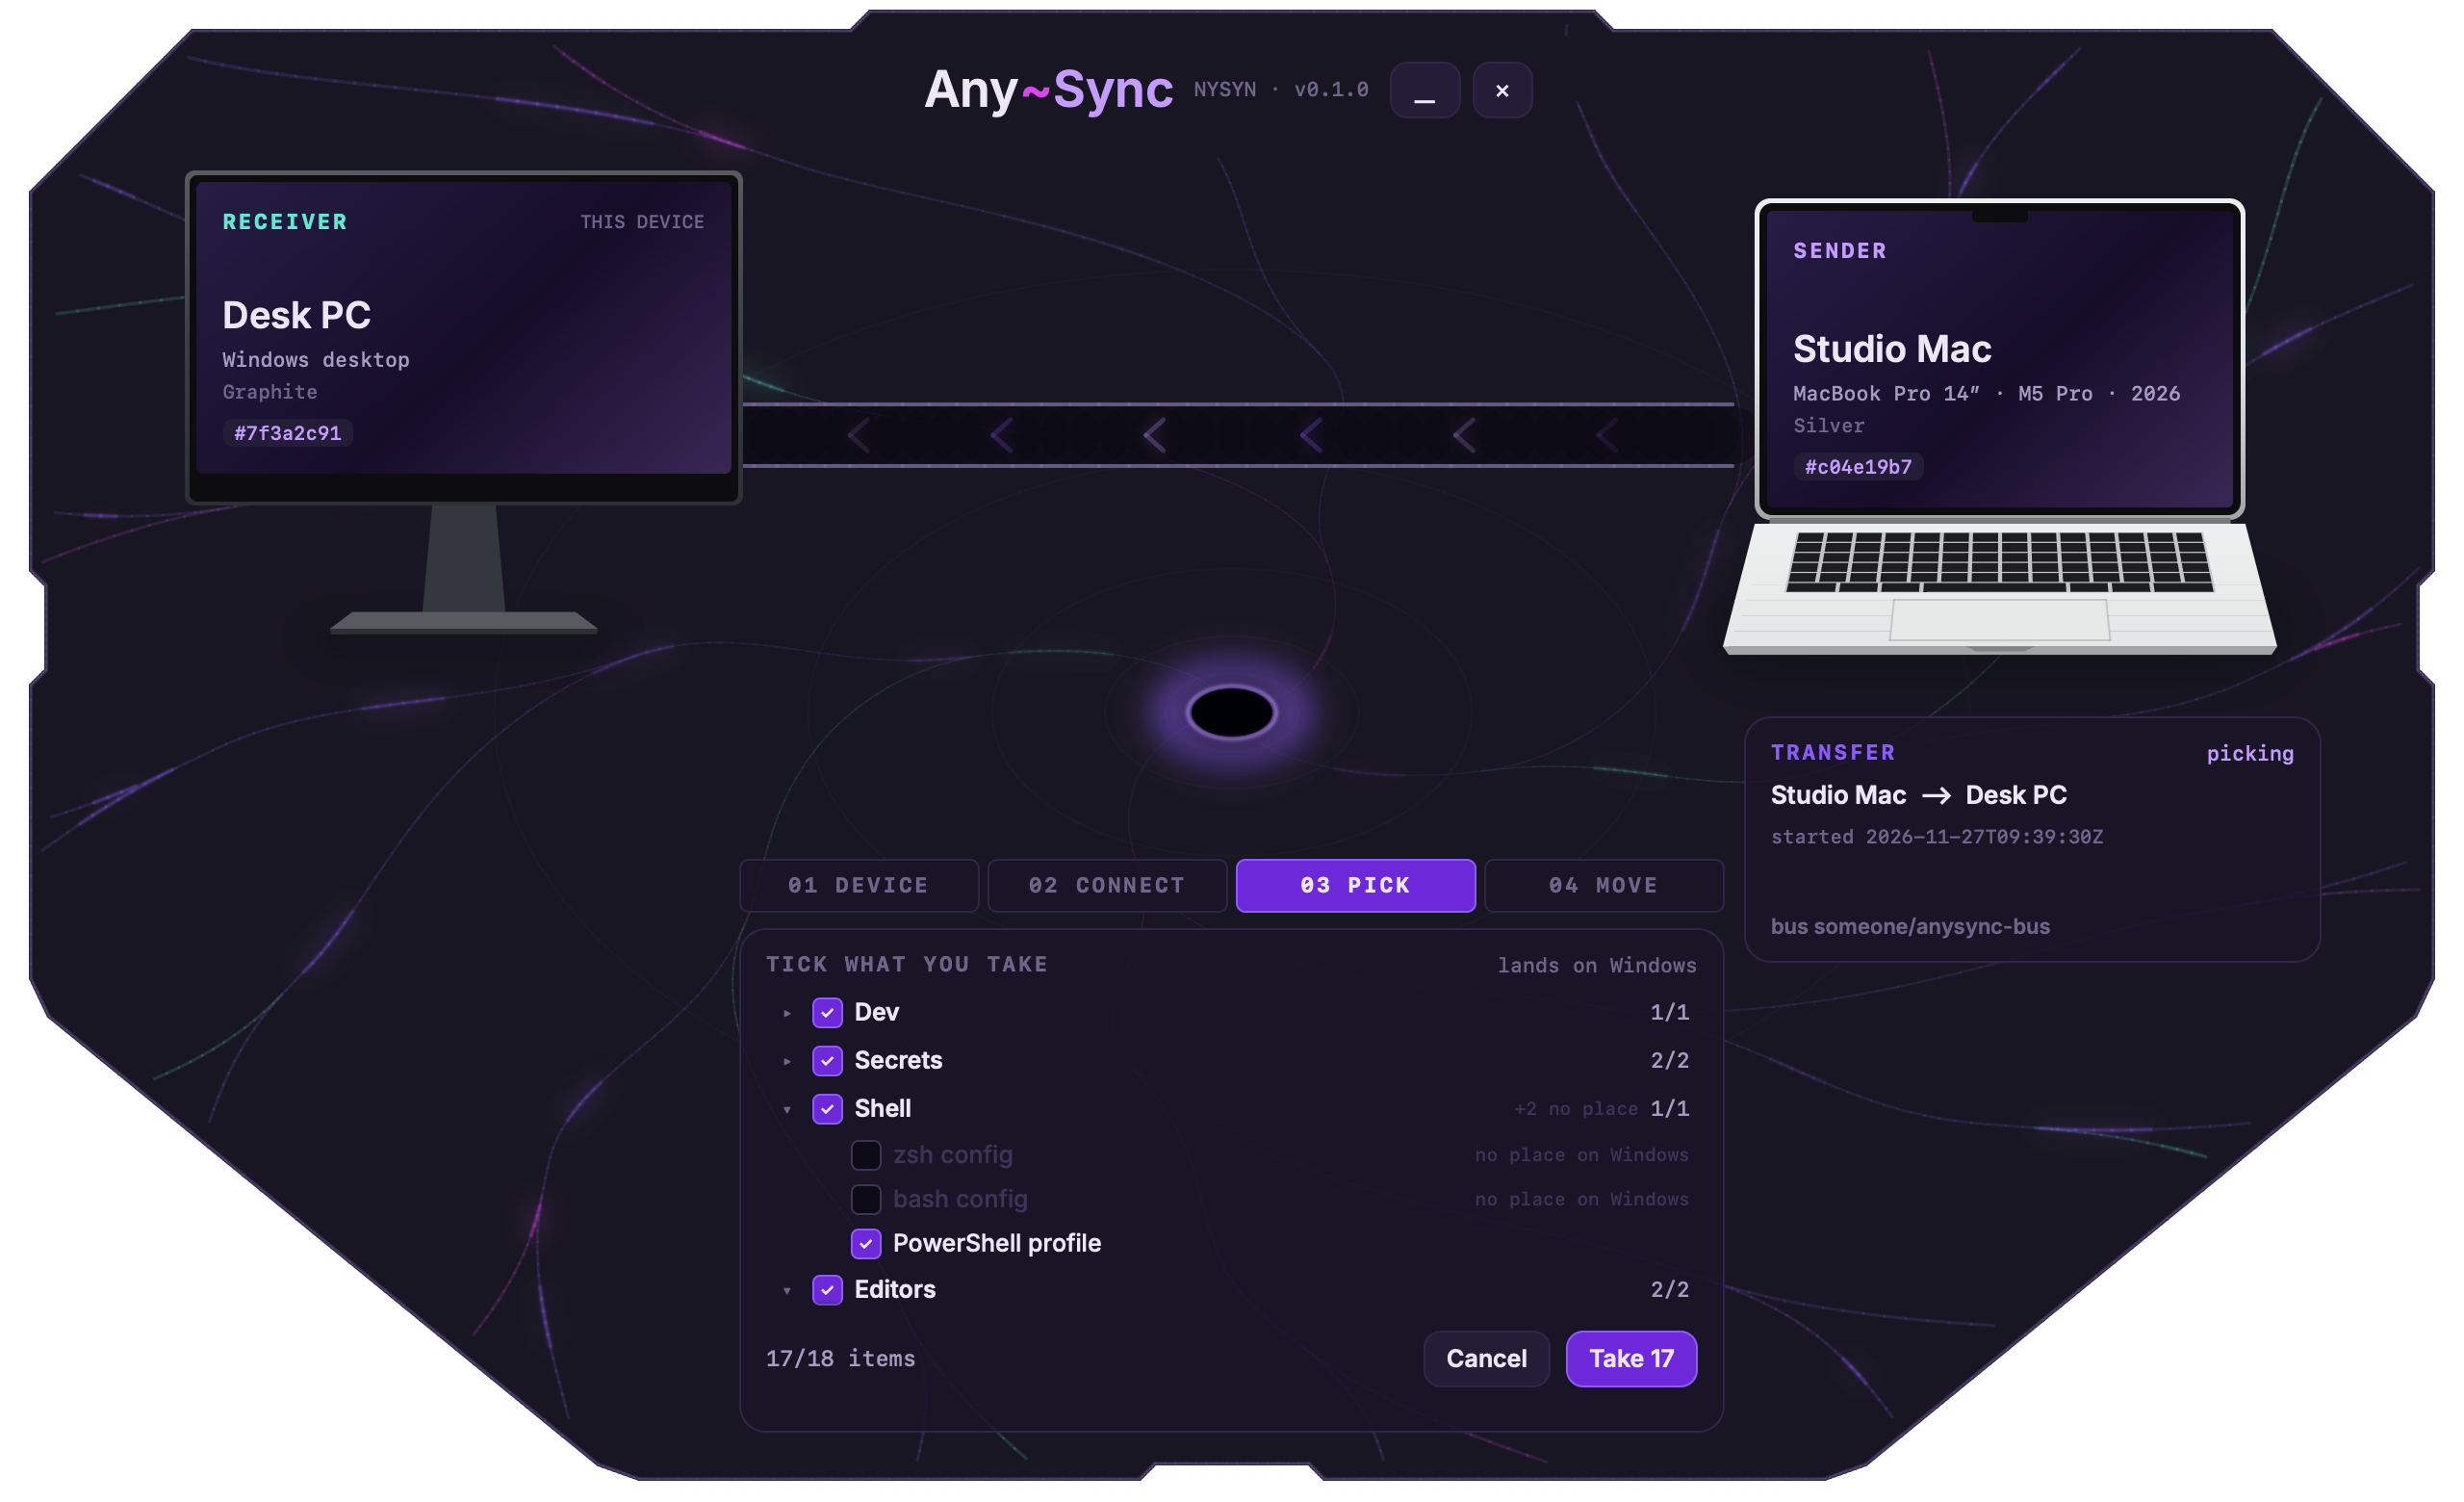 Any~Sync NYSYN · v0.1.0
RECEIVER THIS DEVICE
Desk PC
Windows desktop
Graphite
#7f3a2c91
SENDER
Studio Mac
MacBook Pro 14″ · M5 Pro · 2026
Silver
#c04e19b7
TRANSFER picking
Studio Mac → Desk PC
started 2026-11-27T09:39:30Z
bus someone/anysync-bus
01 DEVICE 02 CONNECT 03 PICK 04 MOVE
TICK WHAT YOU TAKE lands on Windows
Dev 1/1
Secrets 2/2
Shell +2 no place 1/1
zsh config no place on Windows
bash config no place on Windows
PowerShell profile
Editors 2/2
17/18 items Cancel Take 17